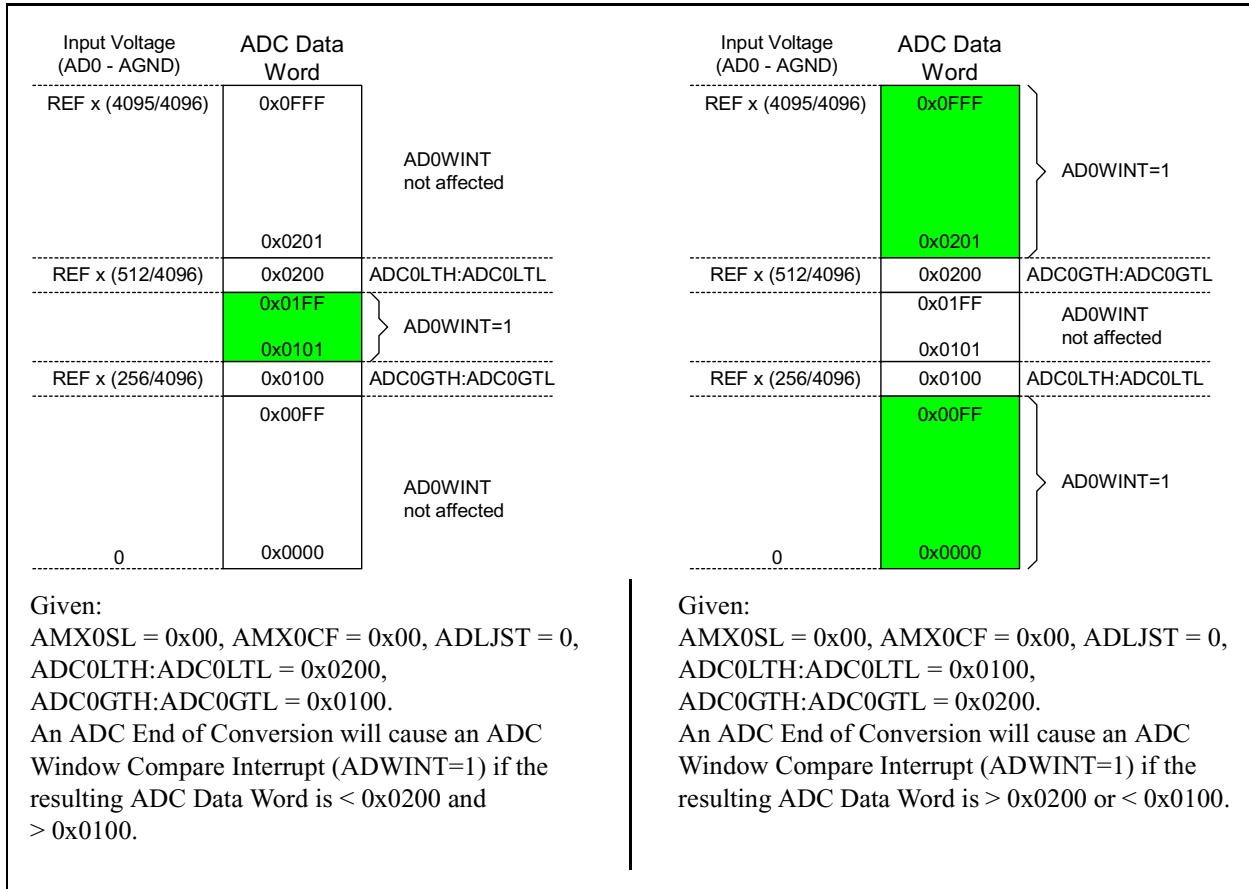 Input Voltage
(AD0 - AGND)
ADC Data
Word
REF x (4095/4096)
0x0FFF
AD0WINT
not affected
0x0201
REF x (512/4096)
0x0200
ADC0LTH:ADC0LTL
0x01FF
AD0WINT=1
0x0101
REF x (256/4096)
0x0100
ADC0GTH:ADC0GTL
0x00FF
AD0WINT
not affected
0
0x0000
Given:
AMX0SL = 0x00, AMX0CF = 0x00, ADLJST = 0,
ADC0LTH:ADC0LTL = 0x0200,
ADC0GTH:ADC0GTL = 0x0100.
An ADC End of Conversion will cause an ADC
Window Compare Interrupt (ADWINT=1) if the
resulting ADC Data Word is < 0x0200 and
> 0x0100.
Input Voltage
(AD0 - AGND)
ADC Data
Word
REF x (4095/4096)
0x0FFF
AD0WINT=1
0x0201
REF x (512/4096)
0x0200
ADC0GTH:ADC0GTL
0x01FF
AD0WINT
not affected
0x0101
REF x (256/4096)
0x0100
ADC0LTH:ADC0LTL
0x00FF
AD0WINT=1
0
0x0000
Given:
AMX0SL = 0x00, AMX0CF = 0x00, ADLJST = 0,
ADC0LTH:ADC0LTL = 0x0100,
ADC0GTH:ADC0GTL = 0x0200.
An ADC End of Conversion will cause an ADC
Window Compare Interrupt (ADWINT=1) if the
resulting ADC Data Word is > 0x0200 or < 0x0100.